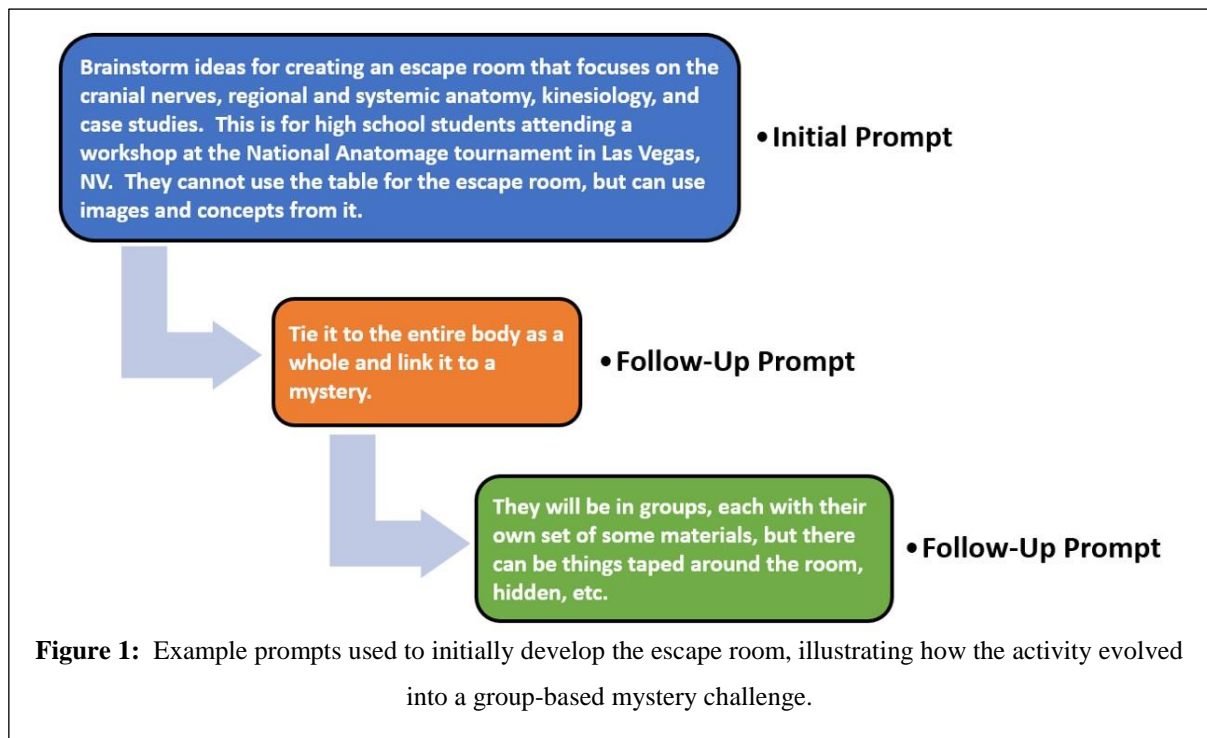 Brainstorm ideas for creating an escape room that focuses on the
cranial nerves, regional and systemic anatomy, kinesiology, and
case studies.  This is for high school students attending a
workshop at the National Anatomage tournament in Las Vegas,
NV.  They cannot use the table for the escape room, but can use
images and concepts from it.
•Initial Prompt
Tie it to the entire body as a
whole and link it to a
mystery.
•Follow-Up Prompt
They will be in groups, each with their
own set of some materials, but there
can be things taped around the room,
hidden, etc.
•Follow-Up Prompt
Figure 1:  Example prompts used to initially develop the escape room, illustrating how the activity evolved
into a group-based mystery challenge.